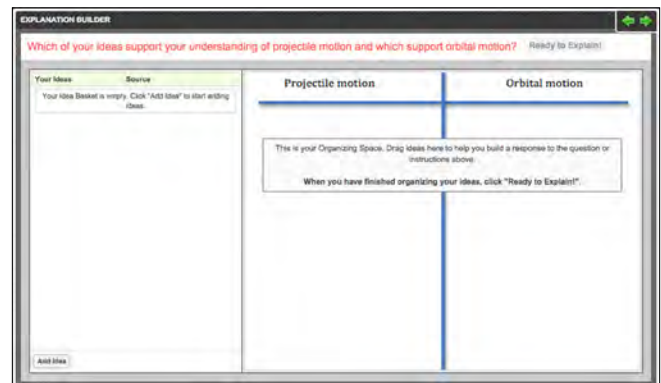 EXPLANATION BUILDER
Which of your ideas support your understanding of projectile motion and which support orbital motion? Ready to Explain!
Your Ideas Source
Your Idea Basket is empty. Click "Add Idea" to start adding
ideas.
Projectile motion Orbital motion
This is your Organizing Space. Drag ideas here to help you build a response to the question or
instructions above.
When you have finished organizing your ideas, click "Ready to Explain!".
Add Idea